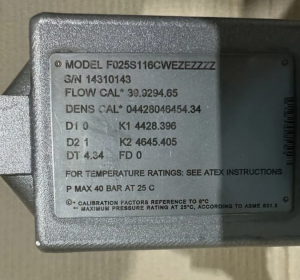 MODEL F025S116CWEZEZZZZ
S/N 14310143
FLOW CAL* 39.9294.65
DENS CAL* 04428046454.34
D1 0 K1 4428.396
D2 1 K2 4645.405
DT 4.34 FD 0
FOR TEMPERATURE RATINGS: SEE ATEX INSTRUCTIONS
P MAX 40 BAR AT 25 C
* CALIBRATION FACTORS REFERENCE TO 0°C
** MAXIMUM PRESSURE RATING AT 25°C, ACCORDING TO ASME B31.3